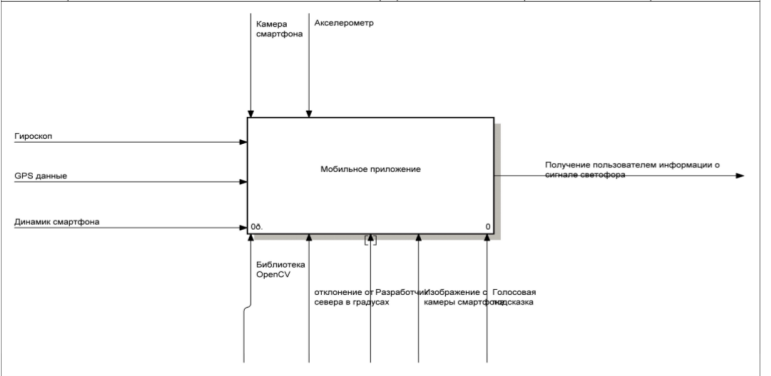 Камера
смартфона
Акселерометр
Гироскоп
GPS данные
Динамик смартфона
Мобильное приложение
0б.
0
Получение пользователем информации о
сигнале светофора
Библиотека
OpenCV
отклонение от
севера в градусах
Разработчик
Изображение с
камеры смартфона
Голосовая
подсказка